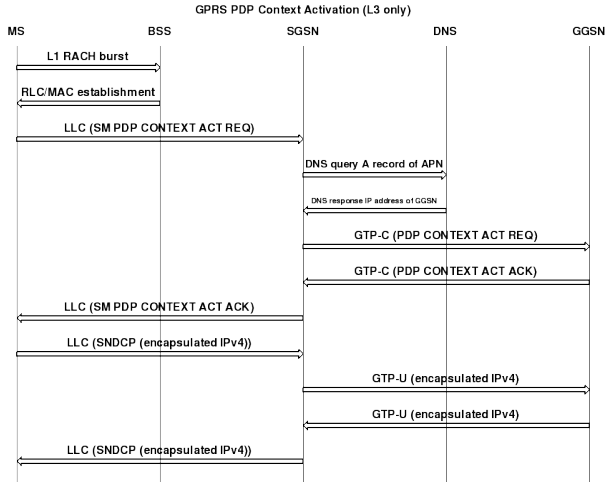 GPRS PDP Context Activation (L3 only)
MS BSS SGSN DNS GGSN
L1 RACH burst
RLC/MAC establishment
LLC (SM PDP CONTEXT ACT REQ)
DNS query A record of APN
DNS response IP address of GGSN
GTP-C (PDP CONTEXT ACT REQ)
GTP-C (PDP CONTEXT ACT ACK)
LLC (SM PDP CONTEXT ACT ACK)
LLC (SNDCP (encapsulated IPv4))
GTP-U (encapsulated IPv4)
GTP-U (encapsulated IPv4)
LLC (SNDCP (encapsulated IPv4))